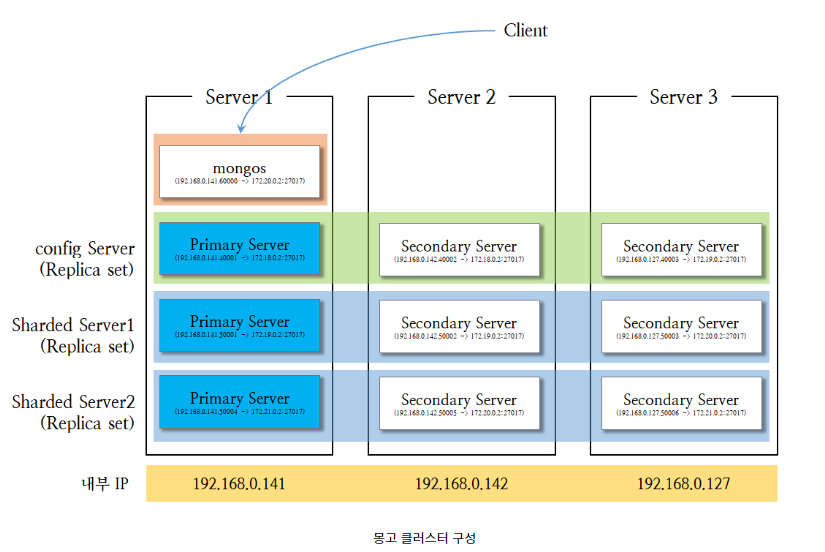 Client
Server 1
Server 2
Server 3
mongos
(192.168.0.141:60000 -> 172.20.0.2:27017)
config Server
(Replica set)
Primary Server
(192.168.0.141:40001 -> 172.18.0.2:27017)
Secondary Server
(192.168.0.142:40002 -> 172.18.0.2:27017)
Secondary Server
(192.168.0.127:40003 -> 172.19.0.2:27017)
Sharded Server1
(Replica set)
Primary Server
(192.168.0.141:50001 -> 172.19.0.2:27017)
Secondary Server
(192.168.0.142:50002 -> 172.19.0.2:27017)
Secondary Server
(192.168.0.127:50003 -> 172.20.0.2:27017)
Sharded Server2
(Replica set)
Primary Server
(192.168.0.141:50004 -> 172.21.0.2:27017)
Secondary Server
(192.168.0.142:50005 -> 172.20.0.2:27017)
Secondary Server
(192.168.0.127:50006 -> 172.21.0.2:27017)
내부 IP
192.168.0.141
192.168.0.142
192.168.0.127
몽고 클러스터 구성